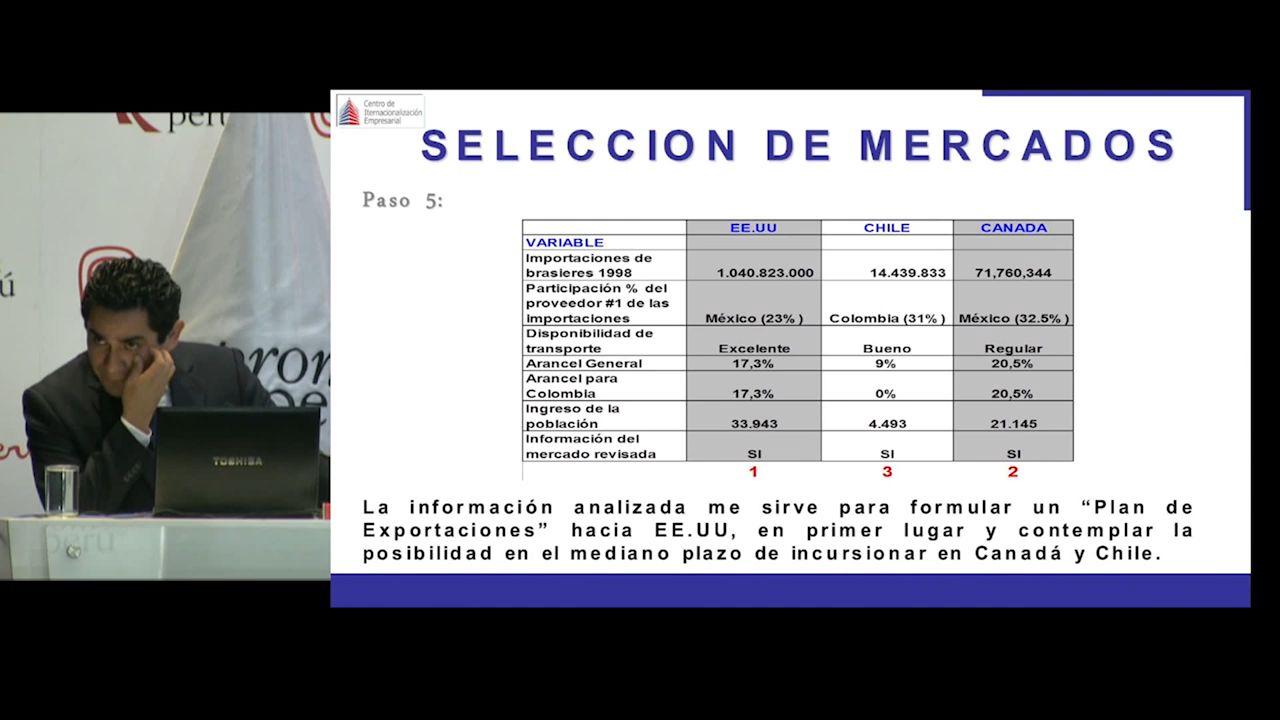 perú
Centro de
Iternacionalización
Empresarial
SELECCION DE MERCADOS
Paso 5:
EE.UU CHILE CANADA
VARIABLE
Importaciones de
brasieres 1998 1.040.823.000 14.439.833 71,760,344
Participación % del
proveedor #1 de las
importaciones México (23% ) Colombia (31% ) México (32.5% )
Disponibilidad de
transporte Excelente Bueno Regular
Arancel General 17,3% 9% 20,5%
Arancel para
Colombia 17,3% 0% 20,5%
Ingreso de la
población 33.943 4.493 21.145
Información del
mercado revisada SI SI SI
1 3 2
La información analizada me sirve para formular un “Plan de
Exportaciones” hacia EE.UU, en primer lugar y contemplar la
posibilidad en el mediano plazo de incursionar en Canadá y Chile.
TOSHIBA
perú